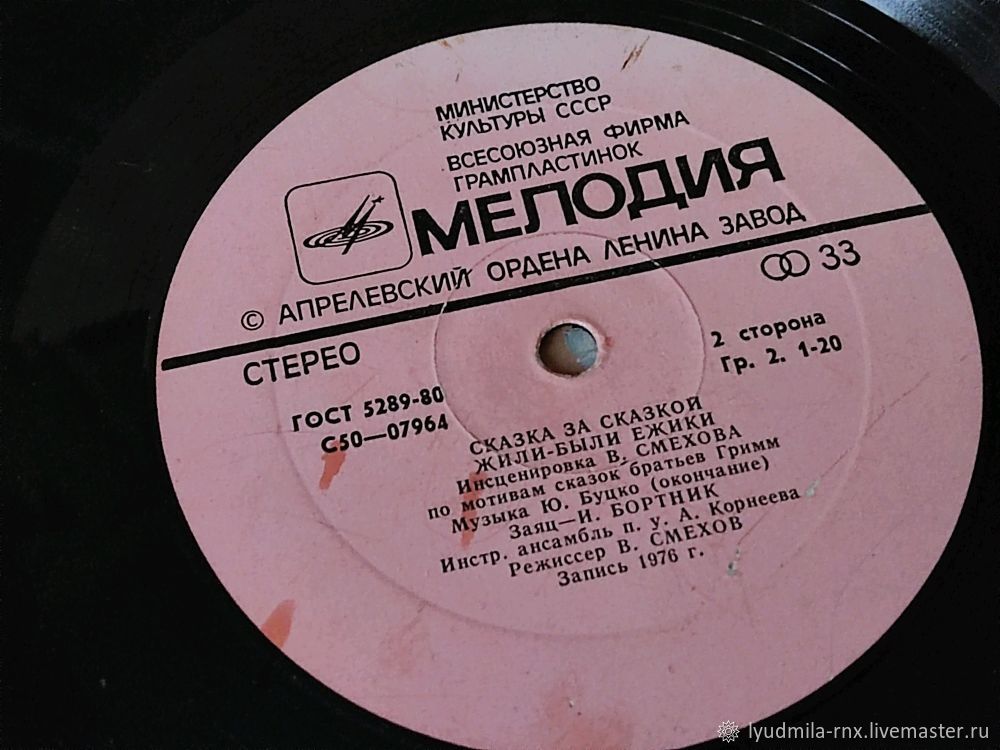 МИНИСТЕРСТВО
КУЛЬТУРЫ СССР
ВСЕСОЮЗНАЯ ФИРМА
ГРАМПЛАСТИНОК
МЕЛОДИЯ
© АПРЕЛЕВСКИЙ ОРДЕНА ЛЕНИНА ЗАВОД
СТЕРЕО
33
ГОСТ 5289-80
С50—07964
2 сторона
Гр. 2. 1-20
СКАЗКА ЗА СКАЗКОЙ
ЖИЛИ-БЫЛИ ЕЖИКИ
Инсценировка В. СМЕХОВА
по мотивам сказок братьев Гримм
Музыка Ю. Буцко (окончание)
Заяц—И. БОРТНИК
Инстр. ансамбль п. у. А. Корнеева
Режиссер В. СМЕХОВ
Запись 1976 г.
lyudmila-rnx.livemaster.ru